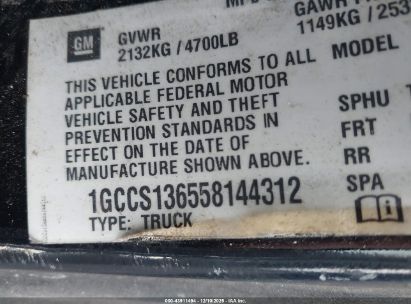 GM
GVWR
2132KG / 4700LB
1149KG / 253
THIS VEHICLE CONFORMS TO ALL
APPLICABLE FEDERAL MOTOR
VEHICLE SAFETY AND THEFT
PREVENTION STANDARDS IN
EFFECT ON THE DATE OF
MANUFACTURE SHOWN ABOVE.
MODEL
SPHU
FRT
RR
SPA
1GCCS136558144312
TYPE: TRUCK